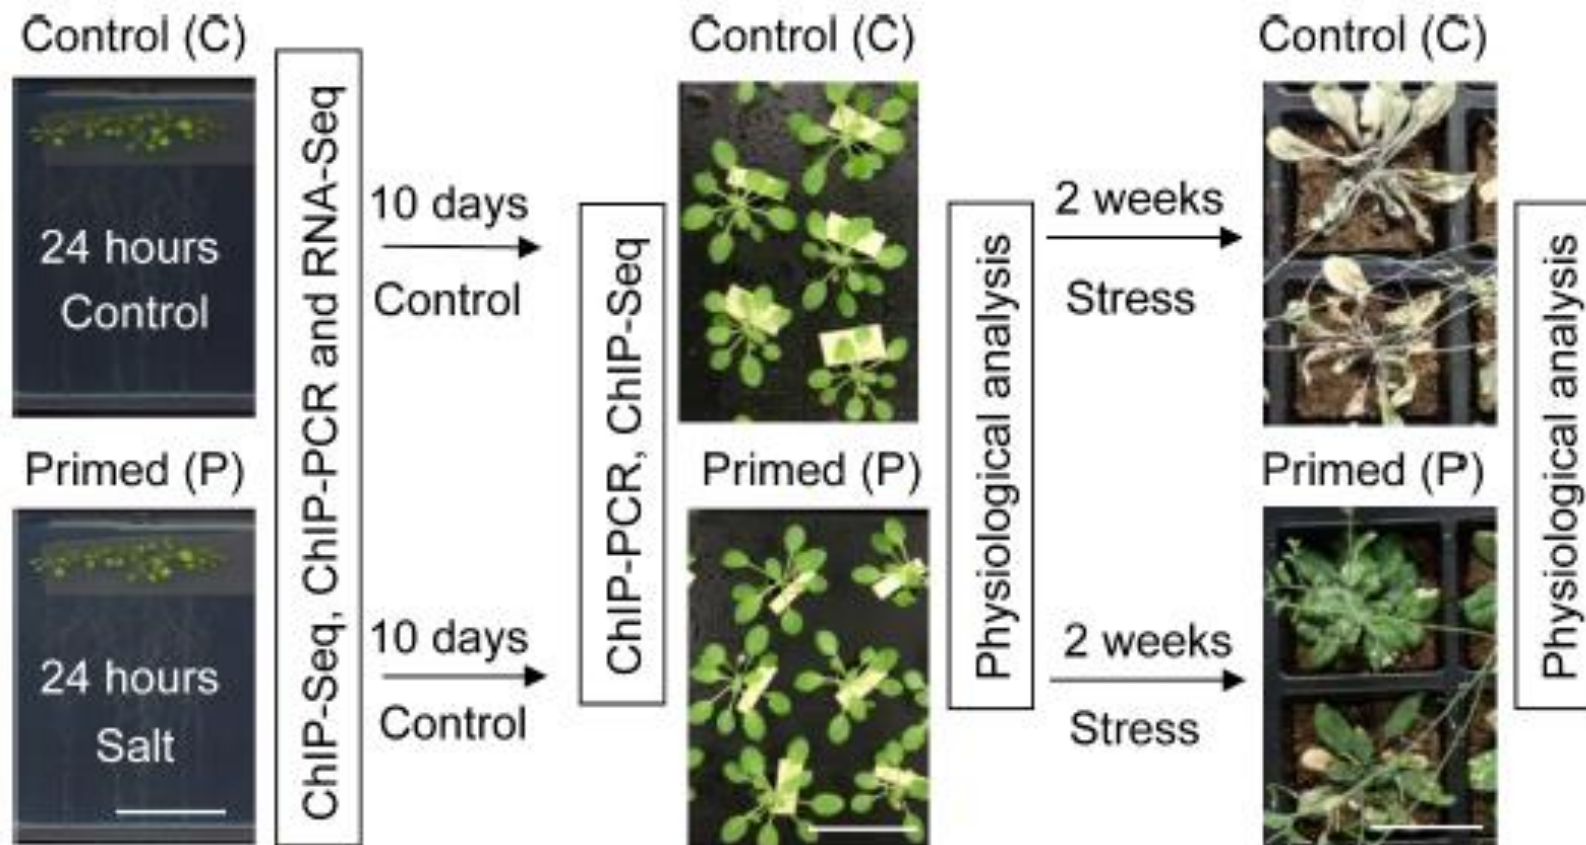 Control (C)
24 hours
Control
Primed (P)
24 hours
Salt
ChIP-Seq, ChIP-PCR and RNA-Seq
10 days
Control
10 days
Control
ChIP-PCR, ChIP-Seq
Control (C)
Primed (P)
Physiological analysis
2 weeks
Stress
2 weeks
Stress
Control (C)
Primed (P)
Physiological analysis